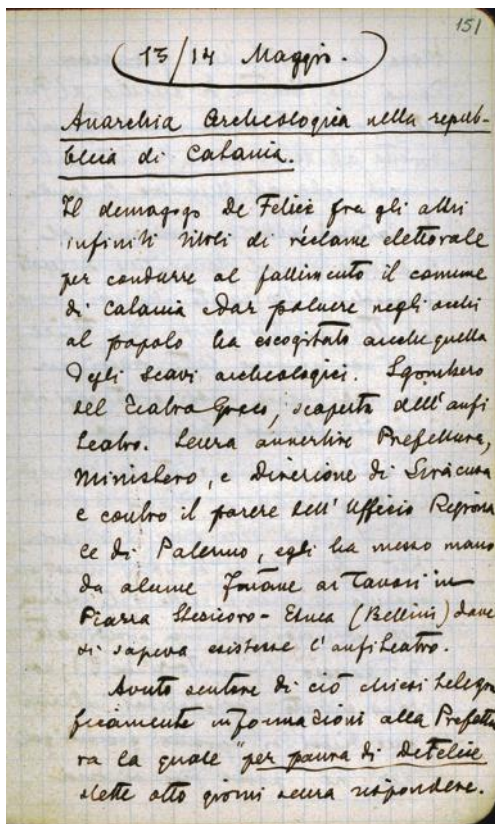 151
13/14 Maggio.
Anarchia Archeologica nella repub-
blica di Catania.
Il demagogo De Felice fra gli altri
infiniti titoli di réclame elettorale
per condurre al fallimento il comune
di Catania e dar polvere negli occhi
al popolo ha escogitato anche quella
degli scavi archeologici. Sgombero
del Teatro Greco, scoperta dell'anfi
teatro. Senza avvertire Prefettura,
Ministero, e Direzione di Siracusa
e contro il parere dell'Ufficio Regiona
le di Palermo, egli ha messo mano
da alcune ai lavori in
Piazza Stesicoro-Etnea (Bellini) dove
si sapeva esistesse l'anfiteatro.
Avuto sentore di ciò chiesi telegra
ficamente informazioni alla Prefettu
ra la quale "per paura di Defelice
stette otto giorni senza rispondere.